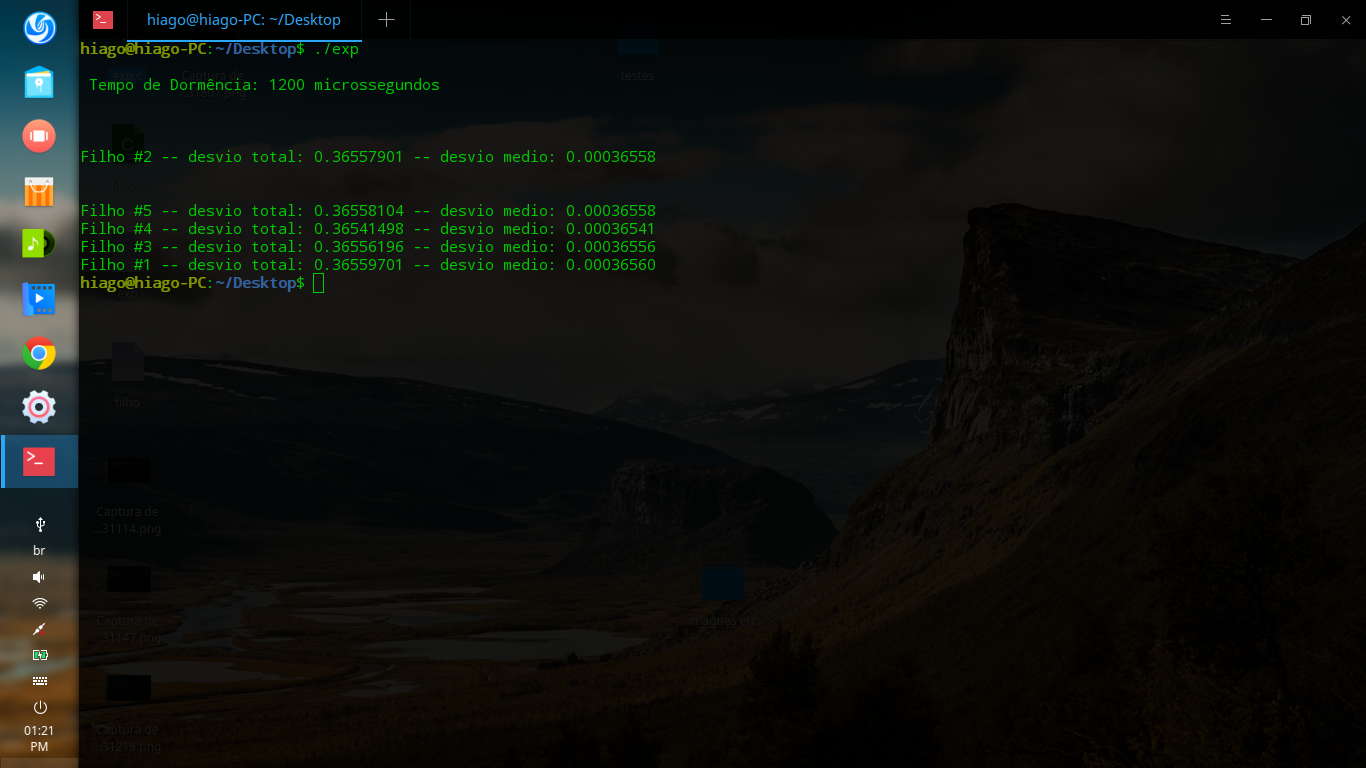 hiago@hiago-PC: ~/Desktop
hiago@hiago-PC:~/Desktop$ ./exp
testes
Tempo de Dormência: 1200 microssegundos
Filho #2 -- desvio total: 0.36557901 -- desvio medio: 0.00036558
Filho #5 -- desvio total: 0.36558104 -- desvio medio: 0.00036558
Filho #4 -- desvio total: 0.36541498 -- desvio medio: 0.00036541
Filho #3 -- desvio total: 0.36556196 -- desvio medio: 0.00036556
Filho #1 -- desvio total: 0.36559701 -- desvio medio: 0.00036560
hiago@hiago-PC:~/Desktop$
filho
Captura de
...31114.png
Captura de
...31147.png
Captura de
...31218.png
br
01:21
PM